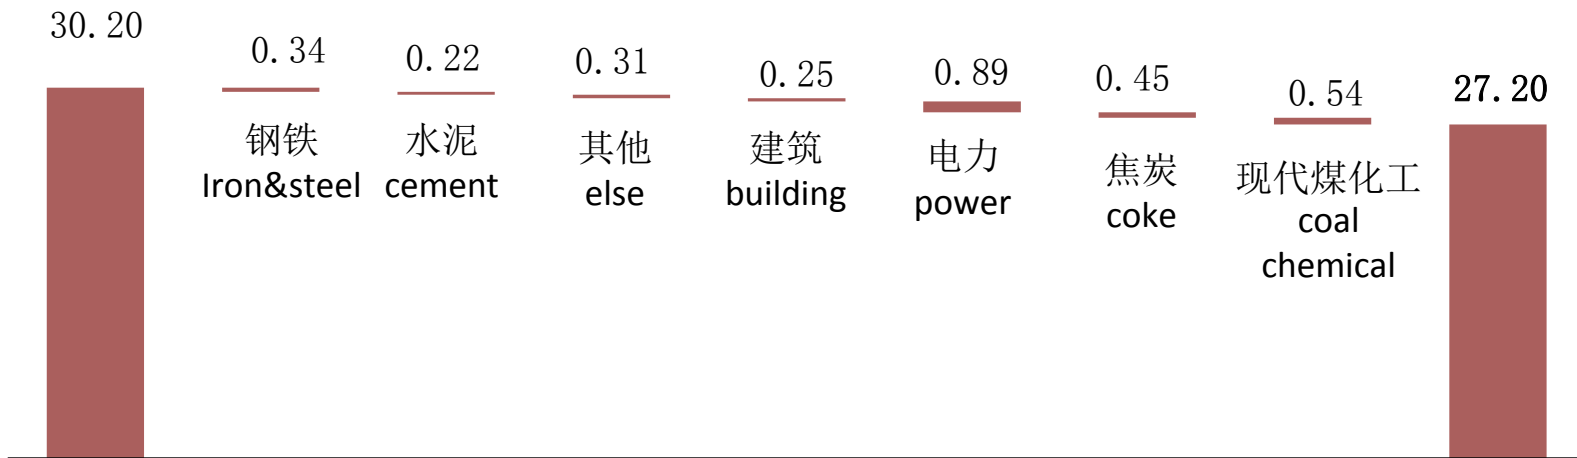 30.20
0.34
钢铁
Iron&steel
0.22
水泥
cement
0.31
其他
else
0.25
建筑
building
0.89
电力
power
0.45
焦炭
coke
0.54
现代煤化工
coal
chemical
27.20